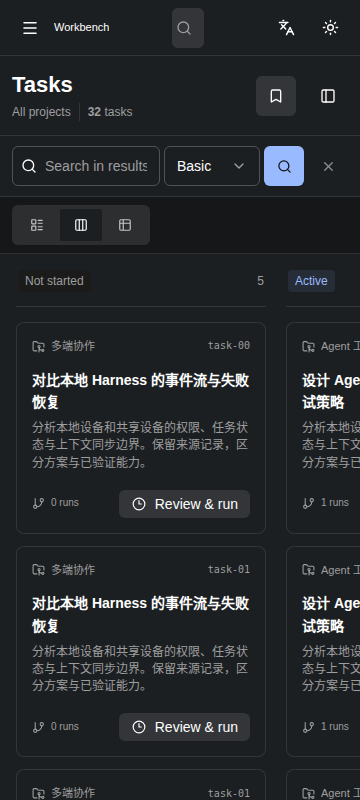 Workbench
Tasks
All projects
32 tasks
Search in results
Basic
Not started
5
Active
多端协作
task-00
对比本地 Harness 的事件流与失败
恢复
分析本地设备和共享设备的权限、任务状
态与上下文同步边界。保留来源记录，区
分方案与已验证能力。
0 runs
Review & run
Agent
设计 Age
试策略
分析本地
态与上下
分方案与
1 runs
多端协作
task-01
对比本地 Harness 的事件流与失败
恢复
分析本地设备和共享设备的权限、任务状
态与上下文同步边界。保留来源记录，区
分方案与已验证能力。
0 runs
Review & run
Agent
设计 Age
试策略
分析本地
态与上下
分方案与
1 runs
多端协作
task-01
Agent